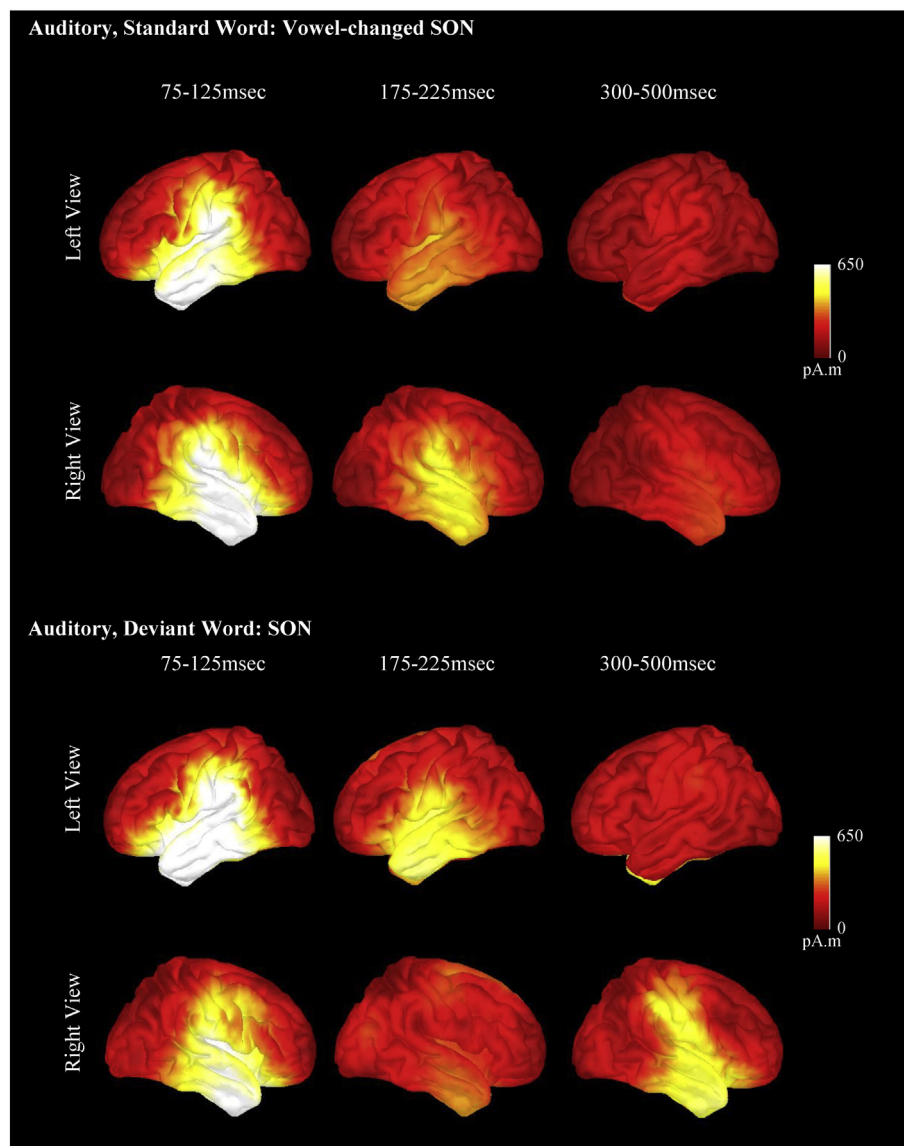 Auditory, Standard Word: Vowel-changed SON
75-125msec 175-225msec 300-500msec
Left View
650
0
pA.m
Right View
Auditory, Deviant Word: SON
75-125msec 175-225msec 300-500msec
Left View
650
0
pA.m
Right View